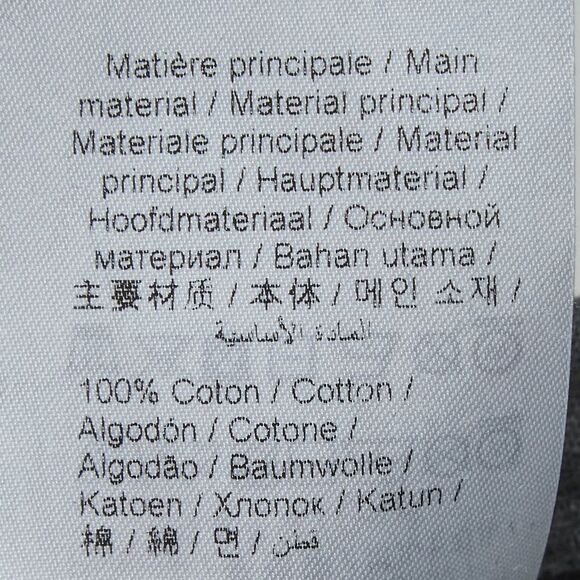 Matière principale / Main
material / Material principal /
Materiale principale / Material
principal / Hauptmaterial /
Hoofdmateriaal / Основной
материал / Bahan utama /
主要材质 / 本体 / 메인 소재 /
المادة الأساسية
100% Coton / Cotton /
Algodón / Cotone /
Algodão / Baumwolle /
Katoen / Хлопок / Katun /
棉 / 綿 / 면 / قطن